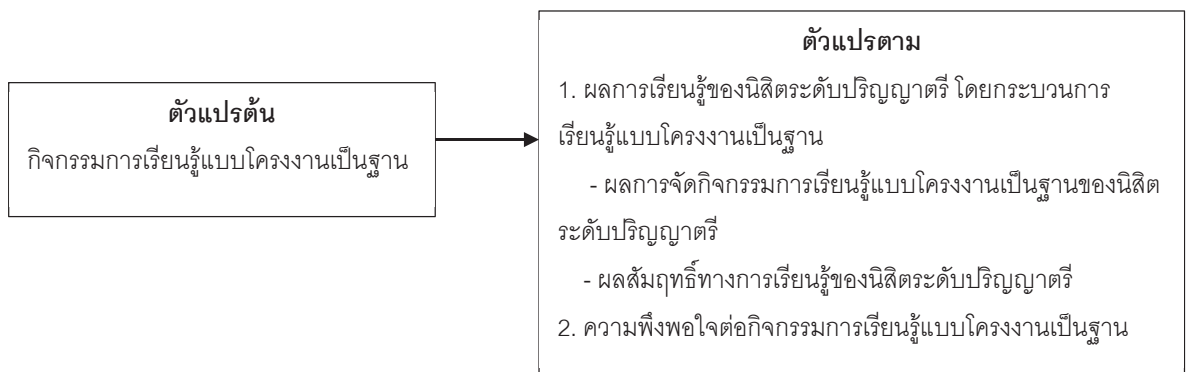 ตัวแปรต้น
กิจกรรมการเรียนรู้แบบโครงงานเป็นฐาน
ตัวแปรตาม
1. ผลการเรียนรู้ของนิสิตระดับปริญญาตรี โดยกระบวนการ
เรียนรู้แบบโครงงานเป็นฐาน
- ผลการจัดกิจกรรมการเรียนรู้แบบโครงงานเป็นฐานของนิสิต
ระดับปริญญาตรี
- ผลสัมฤทธิ์ทางการเรียนรู้ของนิสิตระดับปริญญาตรี
2. ความพึงพอใจต่อกิจกรรมการเรียนรู้แบบโครงงานเป็นฐาน